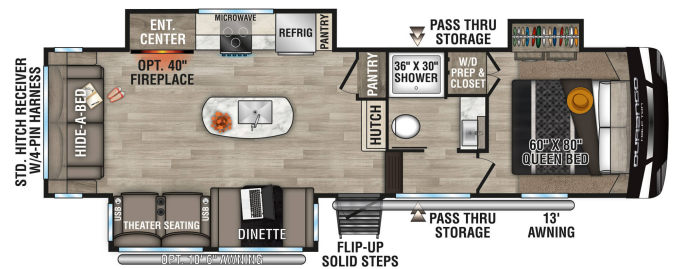 STD. HITCH RECEIVER
W/4-PIN HARNESS
ENT.
CENTER
MICROWAVE
REFRIG
PANTRY
PASS THRU
STORAGE
OPT. 40"
FIREPLACE
PANTRY
36" X 30"
SHOWER
W/D
PREP &
CLOSET
HIDE-A-BED
HUTCH
60" X 80"
QUEEN BED
DURANGO
USB
THEATER SEATING
USB
DINETTE
FLIP-UP
SOLID STEPS
PASS THRU
STORAGE
13'
AWNING
OPT. 10' 6" AWNING